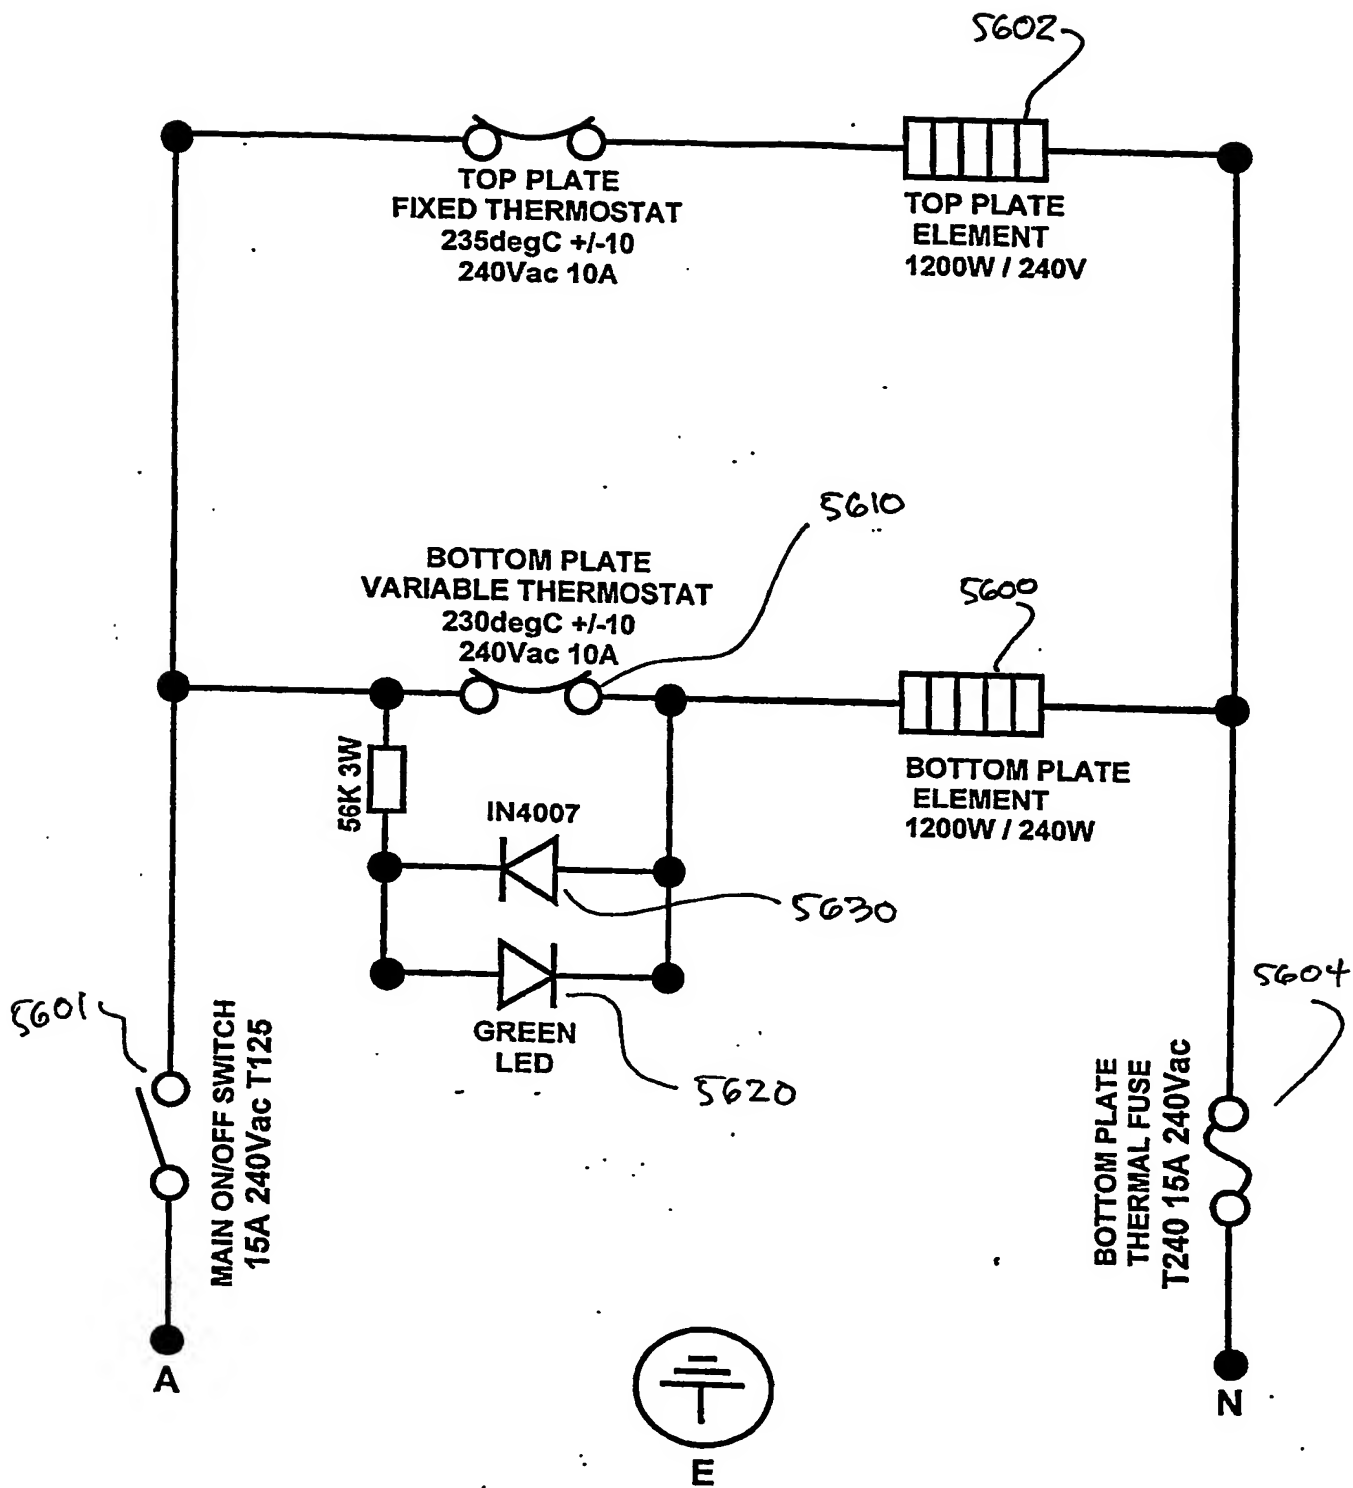 5602
TOP PLATE
FIXED THERMOSTAT
235degC +/-10
240Vac 10A
TOP PLATE
ELEMENT
1200W / 240V
5610
BOTTOM PLATE
VARIABLE THERMOSTAT
230degC +/-10
240Vac 10A
5600
56K 3W
BOTTOM PLATE
ELEMENT
1200W / 240W
IN4007
5630
GREEN
LED
5620
5601
MAIN ON/OFF SWITCH
15A 240Vac T125
5604
BOTTOM PLATE
THERMAL FUSE
T240 15A 240Vac
A
N
E